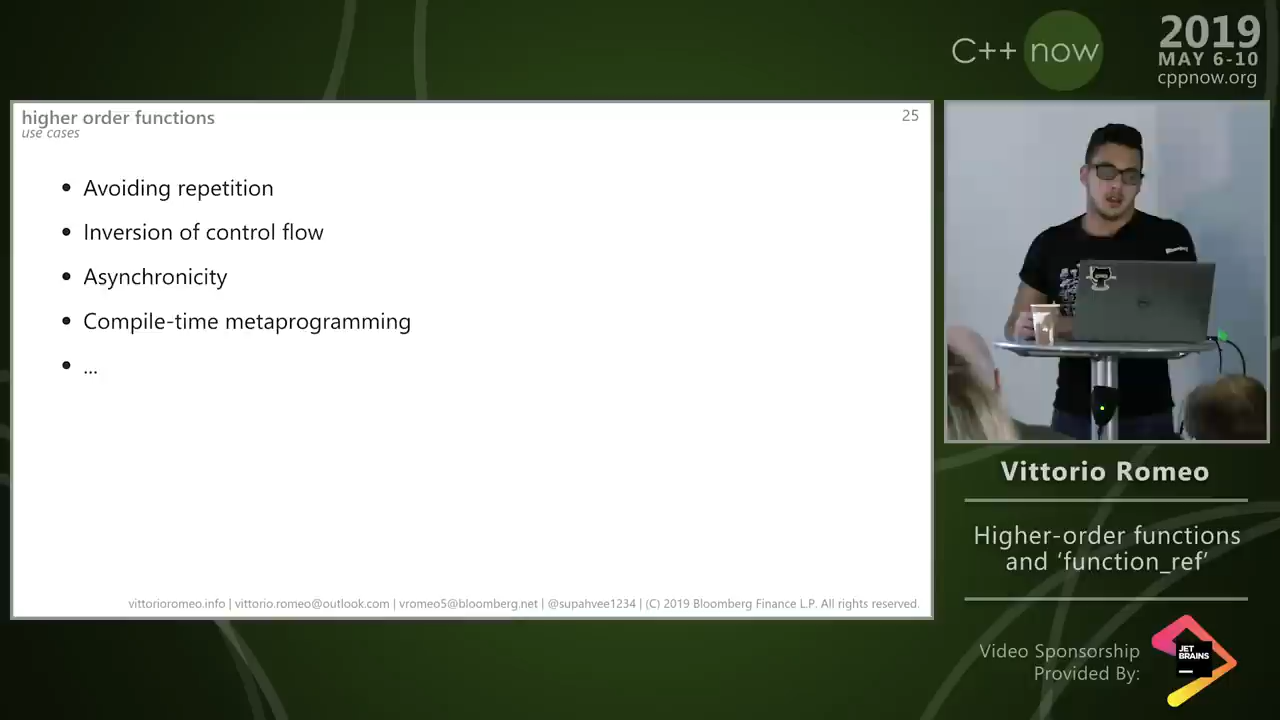 C++ now
2019
MAY 6-10
cppnow.org
higher order functions
25
use cases
• Avoiding repetition
• Inversion of control flow
• Asynchronicity
• Compile-time metaprogramming
• ...
vittorioromeo.info | vittorio.romeo@outlook.com | vromeo5@bloomberg.net | @supahvee1234 | (C) 2019 Bloomberg Finance L.P. All rights reserved.
Vittorio Romeo
Higher-order functions
and ‘function_ref’
Video Sponsorship
Provided By:
JET
BRAINS